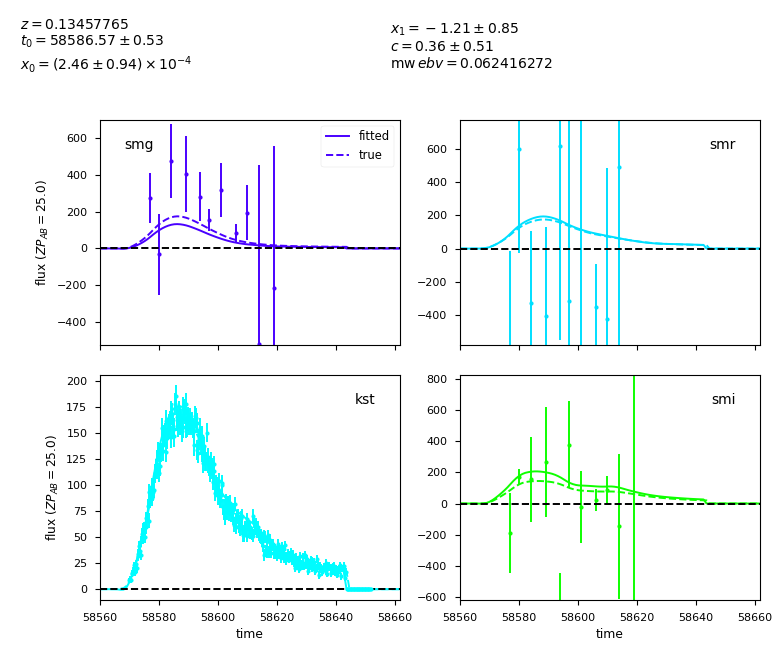 z = 0.13457765
t₀ = 58586.57 ± 0.53
x₀ = (2.46 ± 0.94) × 10⁻⁴
x₁ = −1.21 ± 0.85
c = 0.36 ± 0.51
mw ebv = 0.062416272
smg
fitted
true
600
400
200
0
−200
−400
flux (ZP_AB = 25.0)
smr
600
400
200
0
−200
−400
kst
200
175
150
125
100
75
50
25
0
flux (ZP_AB = 25.0)
58560 58580 58600 58620 58640 58660
time
smi
800
600
400
200
0
−200
−400
−600
58560 58580 58600 58620 58640 58660
time